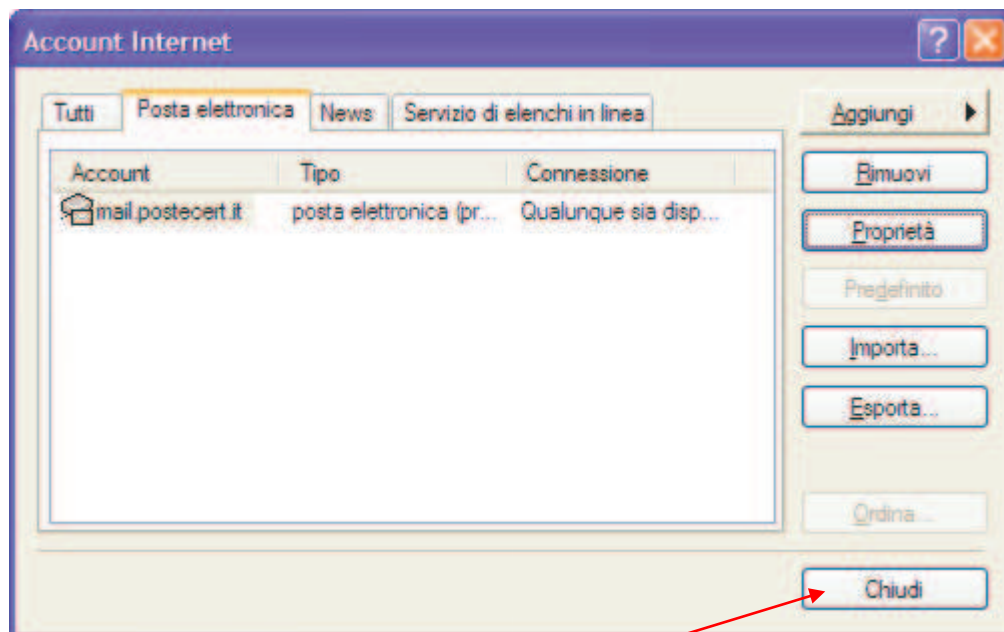 Account Internet
Tutti Posta elettronica News Servizio di elenchi in linea
Account Tipo Connessione
mail.postecert.it posta elettronica (pr... Qualunque sia disp...
Aggiungi
Rimuovi
Proprietà
Predefinito
Importa...
Esporta...
Ordina...
Chiudi